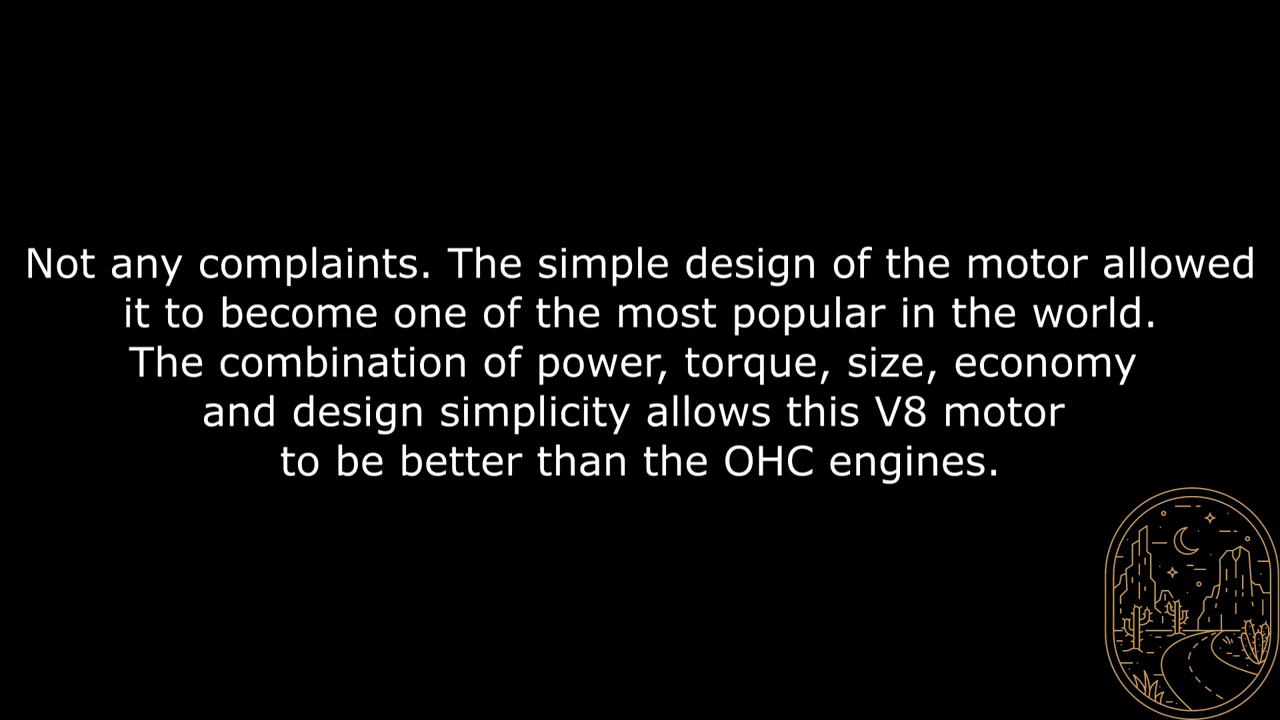 Not any complaints. The simple design of the motor allowed
it to become one of the most popular in the world.
The combination of power, torque, size, economy
and design simplicity allows this V8 motor
to be better than the OHC engines.